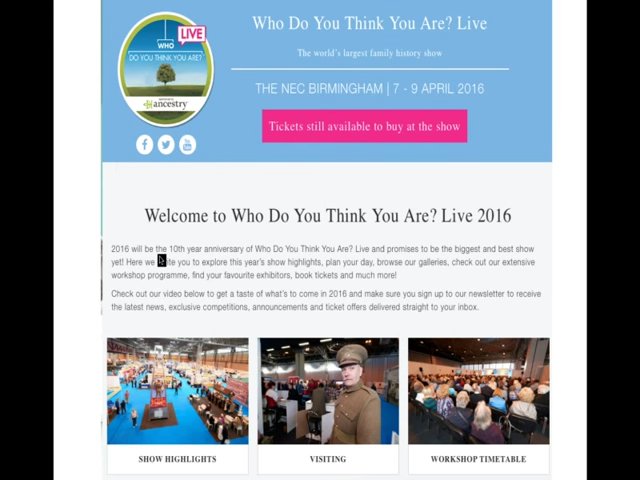 Who Do You Think You Are? Live
LIVE
WHO
DO YOU THINK YOU ARE?
The world's largest family history show
THE NEC BIRMINGHAM | 7 - 9 APRIL 2016
ancestry
Tickets still available to buy at the show
Welcome to Who Do You Think You Are? Live 2016
2016 will be the 10th year anniversary of Who Do You Think You Are? Live and promises to be the biggest and best show
yet! Here we ite you to explore this year's show highlights, plan your day, browse our galleries, check out our extensive
workshop programme, find your favourite exhibitors, book tickets and much more!
Check out our video below to get a taste of what's to come in 2016 and make sure you sign up to our newsletter to receive
the latest news, exclusive competitions, announcements and ticket offers delivered straight to your inbox.
SHOW HIGHLIGHTS
VISITING
WORKSHOP TIMETABLE